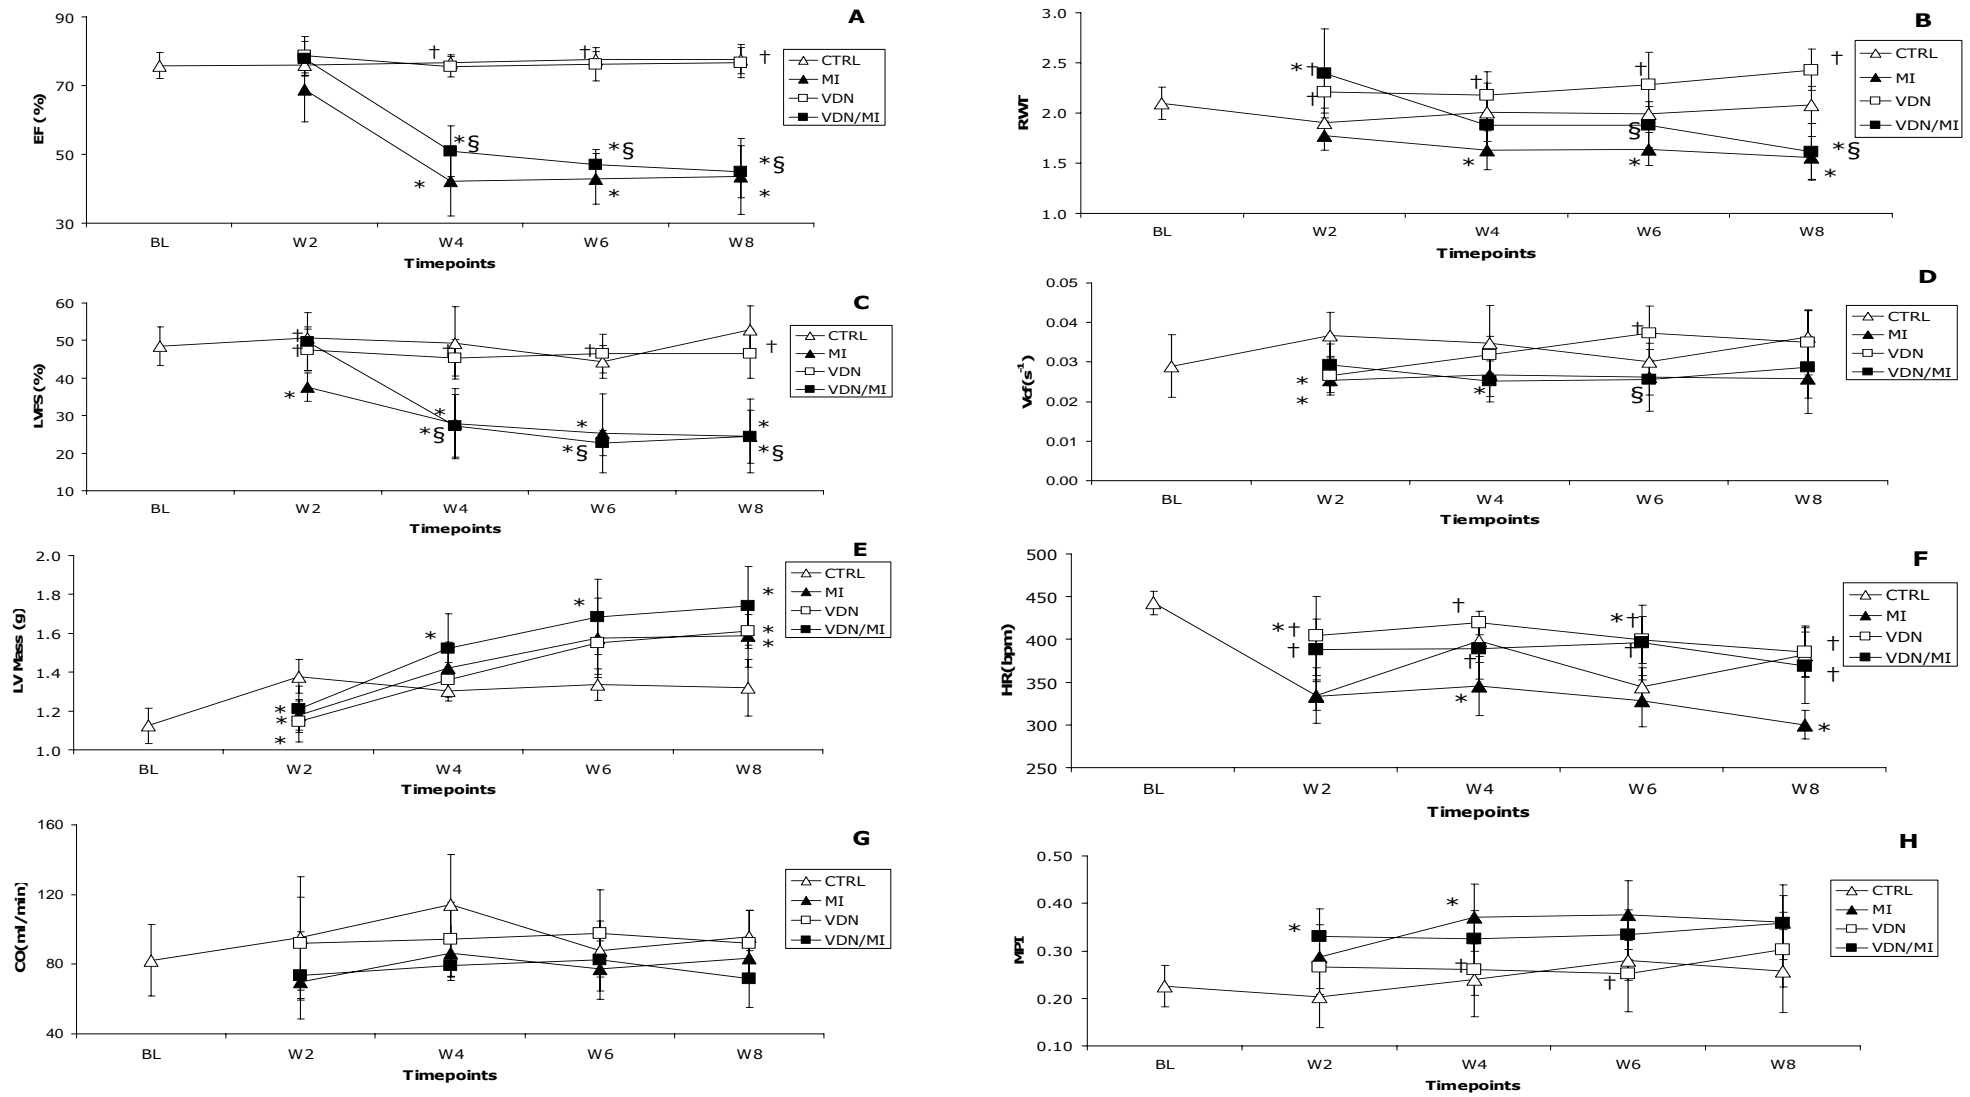 A
90
70
50
30
EF (%)
BL W2 W4 W6 W8
Timepoints
CTRL
MI
VDN
VDN/MI
†
†
†
*§
*§
*§
*
*
*
B
3.0
2.5
2.0
1.5
1.0
RWT
BL W2 W4 W6 W8
Timepoints
CTRL
MI
VDN
VDN/MI
*†
†
†
†
†
§
*§
*
*
*
C
60
50
40
30
20
10
LVFS (%)
BL W2 W4 W6 W8
Timepoints
CTRL
MI
VDN
VDN/MI
†
†
†
†
†
*
*
*§
*
*§
*
*§
D
0.05
0.04
0.03
0.02
0.01
0.00
Vcf(s⁻¹)
BL W2 W4 W6 W8
Tiempoints
CTRL
MI
VDN
VDN/MI
*
*
*
†
§
E
2.0
1.8
1.6
1.4
1.2
1.0
LV Mass (g)
BL W2 W4 W6 W8
Timepoints
CTRL
MI
VDN
VDN/MI
*
*
*
*
*
*
*
*
F
500
450
400
350
300
250
HR(bpm)
BL W2 W4 W6 W8
Timepoints
CTRL
MI
VDN
VDN/MI
*†
†
†
†
*
*†
†
†
†
*
G
160
120
80
40
CO(ml/min)
BL W2 W4 W6 W8
Timepoints
CTRL
MI
VDN
VDN/MI
H
0.50
0.40
0.30
0.20
0.10
MPI
BL W2 W4 W6 W8
Timepoints
CTRL
MI
VDN
VDN/MI
*
*
†
†